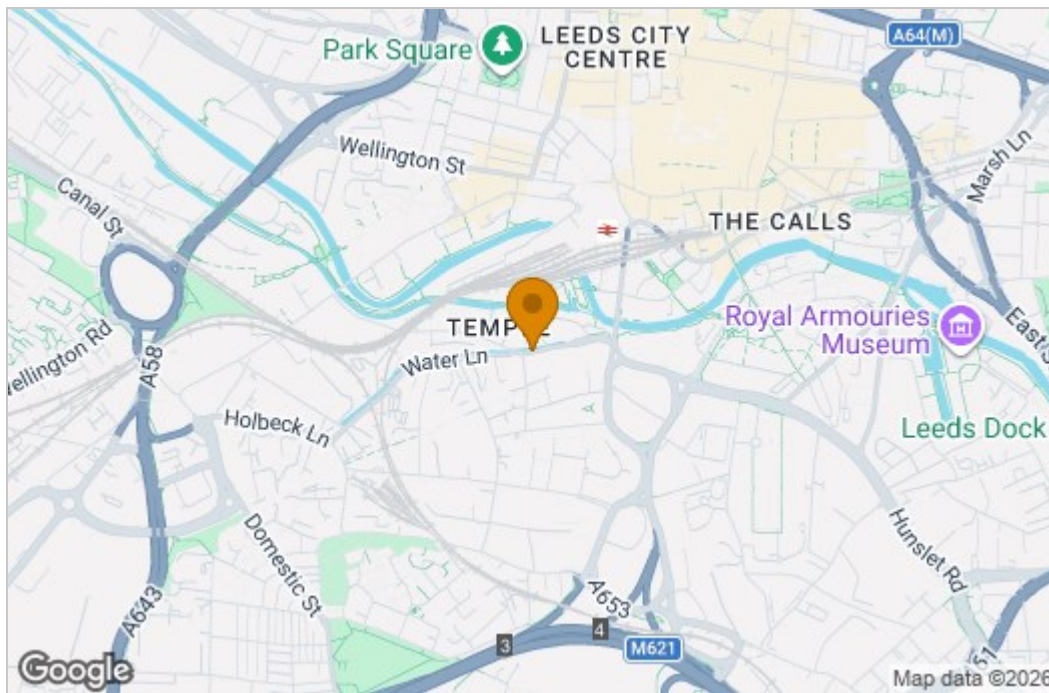 Park Square
LEEDS CITY
CENTRE
A64(M)
Wellington St
Marsh Ln
Canal St
THE CALLS
Royal Armouries
Museum
TEMPLE
Water Ln
Wellington Rd
A58
Holbeck Ln
Leeds Dock
Domestic St
Hunslet Rd
A643
A653
3
4
M621
Google
Map data ©2026